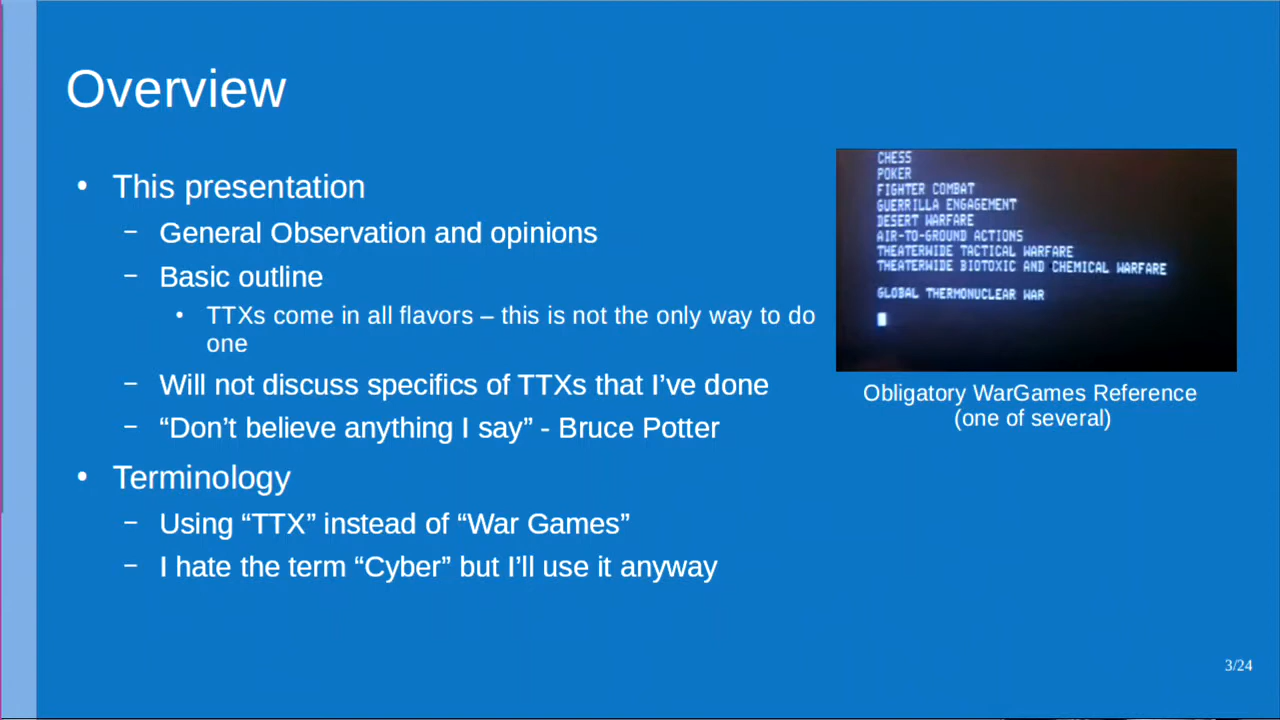 Overview
• This presentation
– General Observation and opinions
– Basic outline
• TTXs come in all flavors – this is not the only way to do
one
– Will not discuss specifics of TTXs that I’ve done
– “Don’t believe anything I say” - Bruce Potter
• Terminology
– Using “TTX” instead of “War Games”
– I hate the term “Cyber” but I’ll use it anyway
CHESS
POKER
FIGHTER COMBAT
GUERRILLA ENGAGEMENT
DESERT WARFARE
AIR-TO-GROUND ACTIONS
THEATERWIDE TACTICAL WARFARE
THEATERWIDE BIOTOXIC AND CHEMICAL WARFARE
GLOBAL THERMONUCLEAR WAR
Obligatory WarGames Reference
(one of several)
3/24